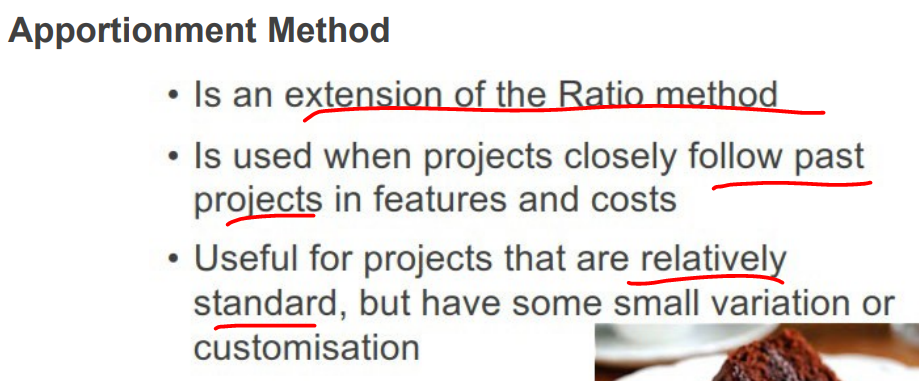 Apportionment Method
• Is an extension of the Ratio method
• Is used when projects closely follow past
projects in features and costs
• Useful for projects that are relatively
standard, but have some small variation or
customisation